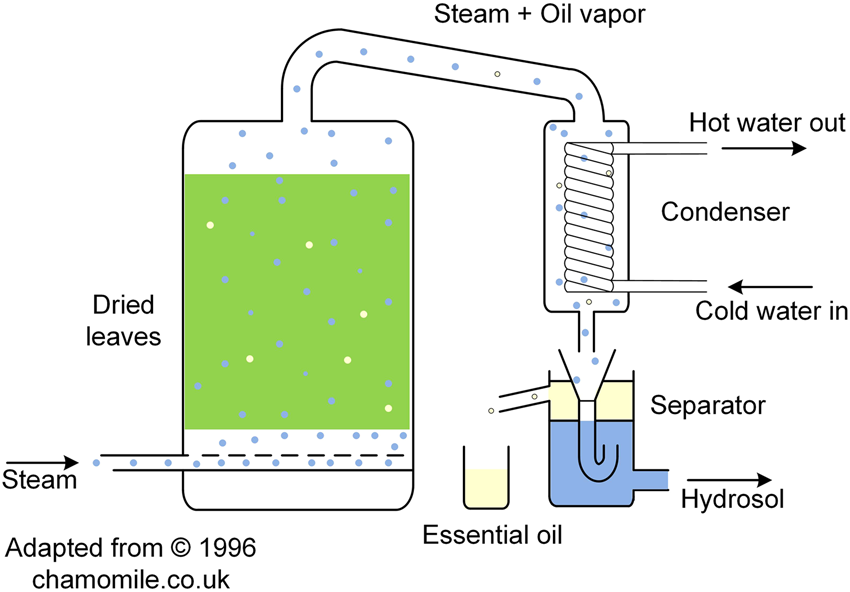 Steam + Oil vapor
Hot water out
Condenser
Cold water in
Dried
leaves
Separator
Steam
Hydrosol
Essential oil
Adapted from © 1996
chamomile.co.uk